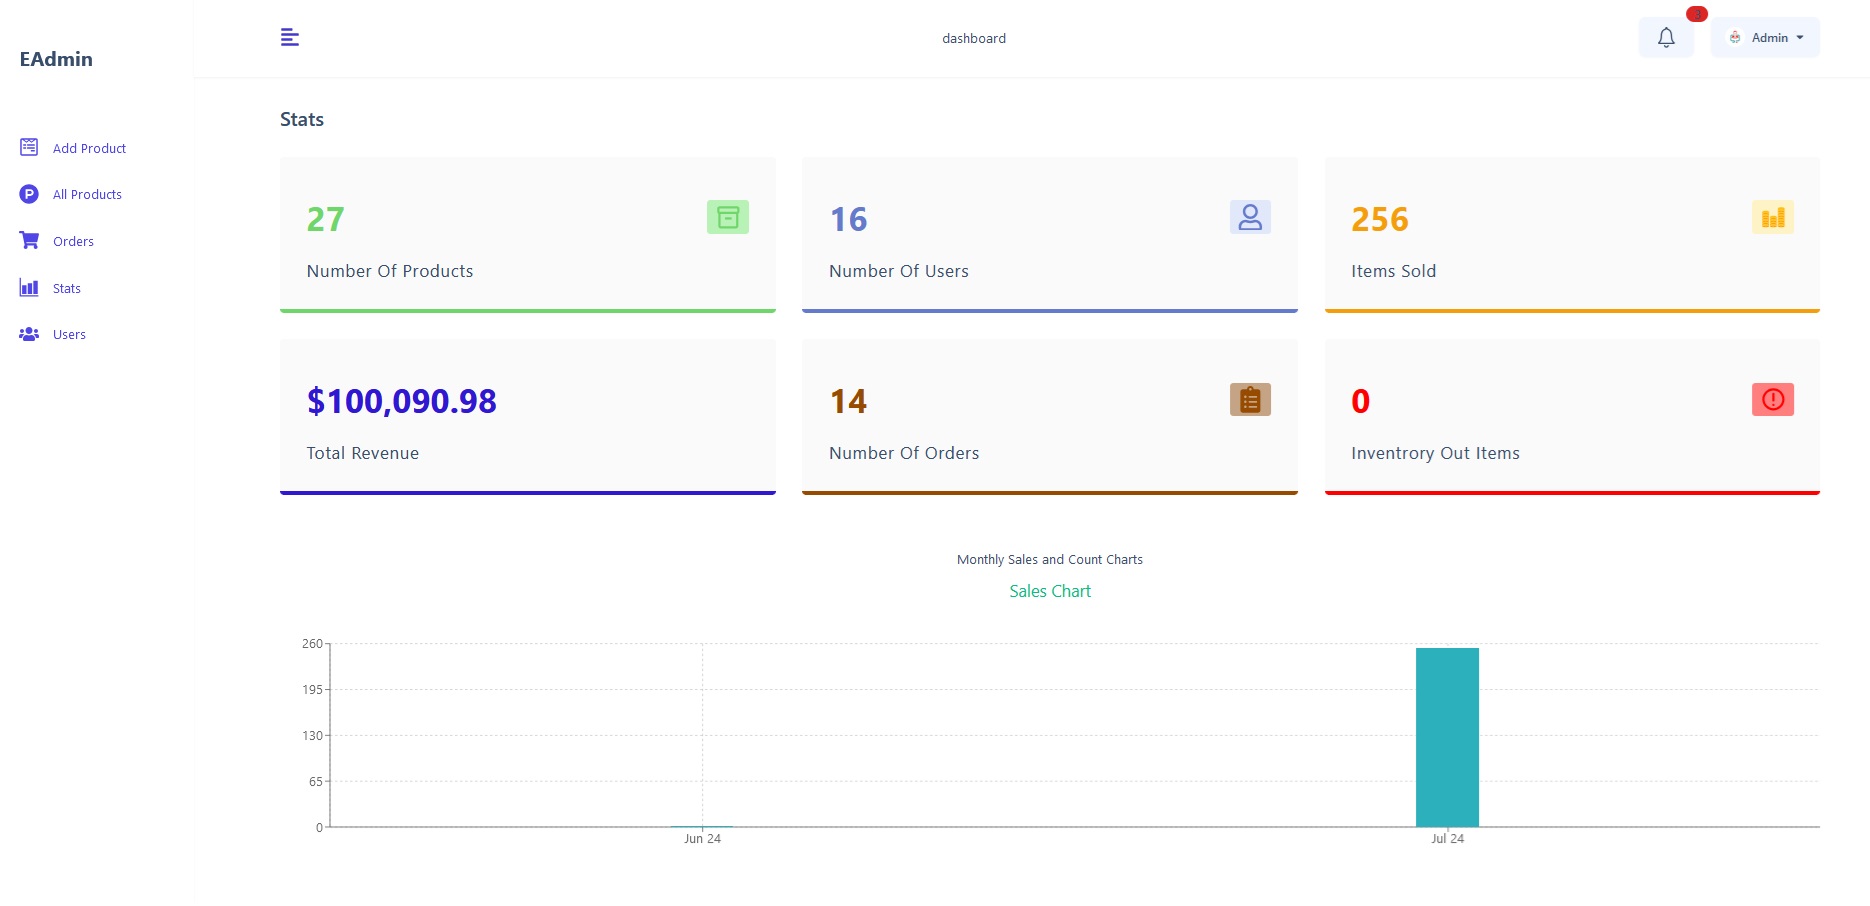 EAdmin
Add Product
All Products
Orders
Stats
Users
dashboard
3
Admin
Stats
27
Number Of Products
16
Number Of Users
256
Items Sold
$100,090.98
Total Revenue
14
Number Of Orders
0
Inventrory Out Items
Monthly Sales and Count Charts
Sales Chart
260
195
130
65
0
Jun 24
Jul 24